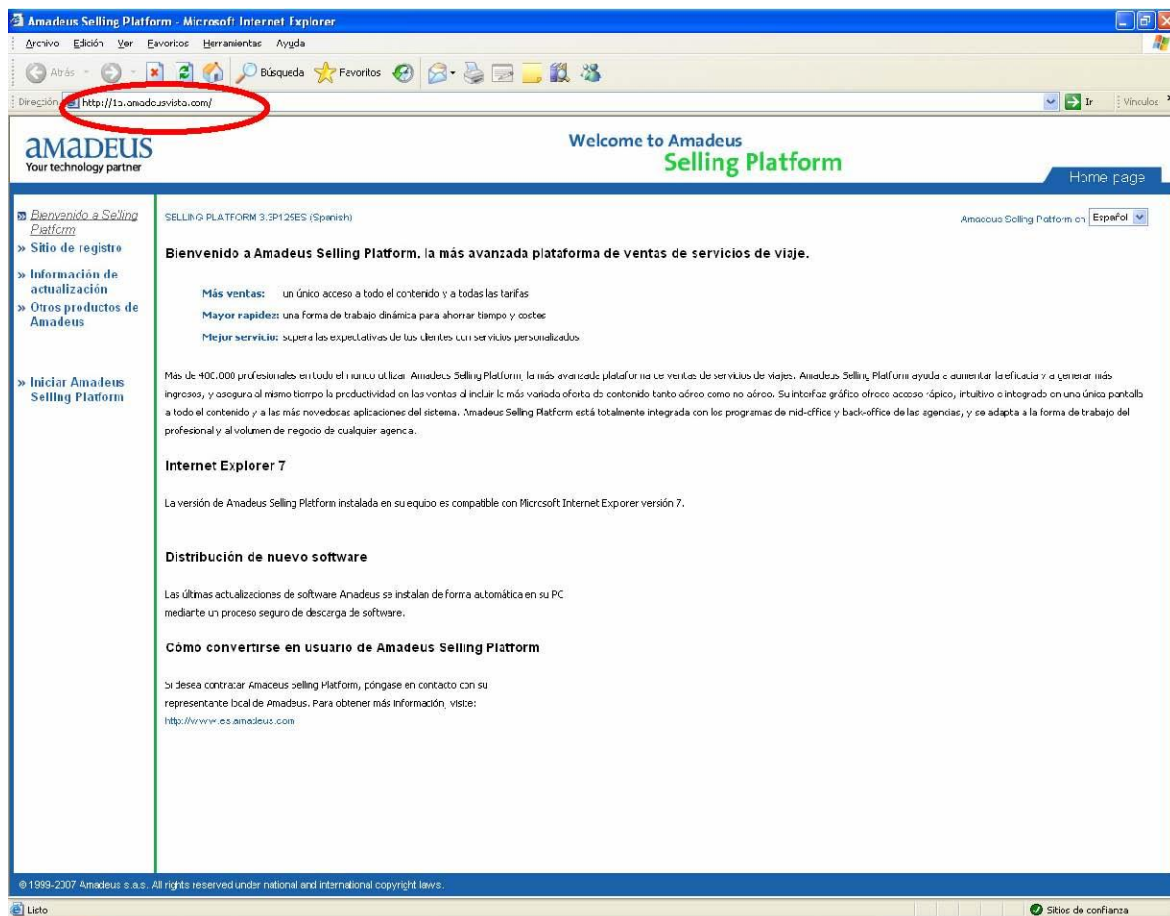 Amadeus Selling Platform - Microsoft Internet Explorer
Archivo Edición Ver Favoritos Herramientas Ayuda
Atrás Búsqueda Favoritos
Dirección http://1a.amadeusvista.com/ Ir Vínculos
amadeus
Your technology partner
Welcome to Amadeus
Selling Platform
Home page
Bienvenido a Selling
Platform
» Sitio de registro
» Información de
actualización
» Otros productos de
Amadeus
» Iniciar Amadeus
Selling Platform
SELLING PLATFORM 3.2P126ES (Spanish)
Amadeus Selling Platform en Español
Bienvenido a Amadeus Selling Platform, la más avanzada plataforma de ventas de servicios de viaje.
Más ventas: un único acceso a todo el contenido y a todas las tarifas
Mayor rapidez: una forma de trabajo dinámica para ahorrar tiempo y costes
Mejor servicio: supera las expectativas de tus clientes con servicios personalizados
Más de 400.000 profesionales en todo el mundo utilizan Amadeus Selling Platform, la más avanzada plataforma de ventas de servicios de viajes. Amadeus Selling Platform ayuda a aumentar la eficacia y a generar más
ingresos, y asegura al mismo tiempo la productividad en las ventas al incluir la más variada oferta de contenido tanto aéreo como no aéreo. Su interfaz gráfico ofrece acceso rápido, intuitivo e integrado en una única pantalla
a todo el contenido y a las más novedosas aplicaciones del sistema. Amadeus Selling Platform está totalmente integrada con los programas de mid-office y back-office de las agencias, y se adapta a la forma de trabajo del
profesional y al volumen de negocio de cualquier agencia.
Internet Explorer 7
La versión de Amadeus Selling Platform instalada en su equipo es compatible con Microsoft Internet Exporer versión 7.
Distribución de nuevo software
Las últimas actualizaciones de software Amadeus se instalan de forma automática en su PC
mediante un proceso seguro de descarga de software.
Cómo convertirse en usuario de Amadeus Selling Platform
Si desea contratar Amadeus Selling Platform, póngase en contacto con su
representante local de Amadeus. Para obtener más información, visite:
http://www.es.amadeus.com
© 1999-2007 Amadeus s.a.s. All rights reserved under national and international copyright laws.
Listo Sitios de confianza